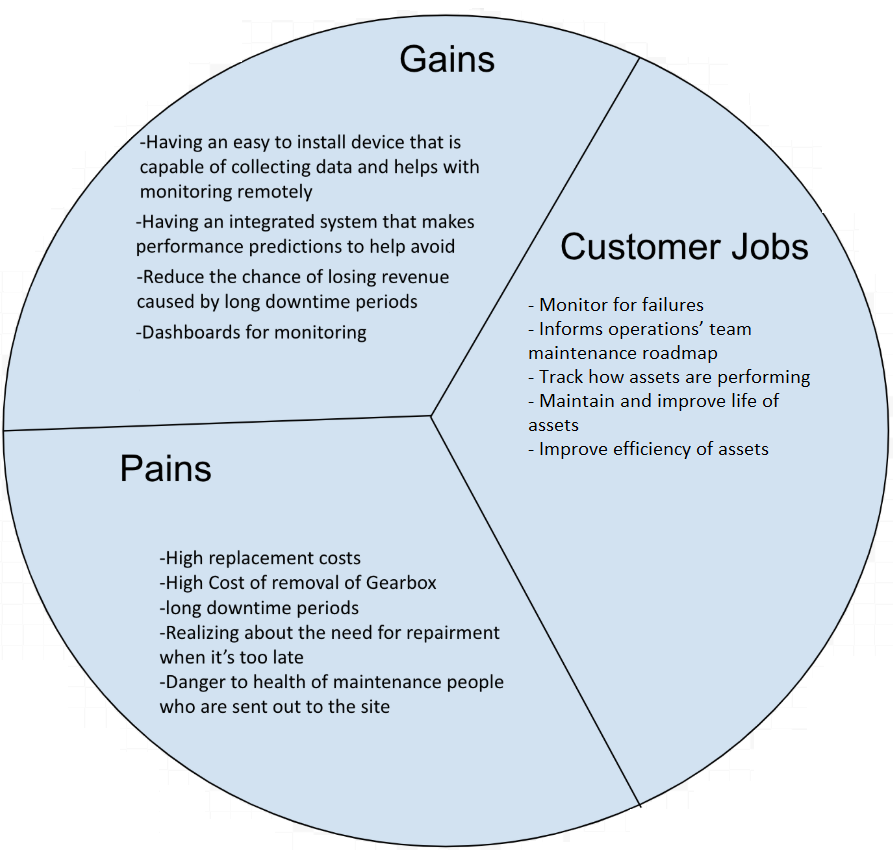 Gains
-Having an easy to install device that is
capable of collecting data and helps with
monitoring remotely
-Having an integrated system that makes
performance predictions to help avoid
-Reduce the chance of losing revenue
caused by long downtime periods
-Dashboards for monitoring
Customer Jobs
- Monitor for failures
- Informs operations’ team
maintenance roadmap
- Track how assets are performing
- Maintain and improve life of
assets
- Improve efficiency of assets
Pains
-High replacement costs
-High Cost of removal of Gearbox
-long downtime periods
-Realizing about the need for repairment
when it’s too late
-Danger to health of maintenance people
who are sent out to the site